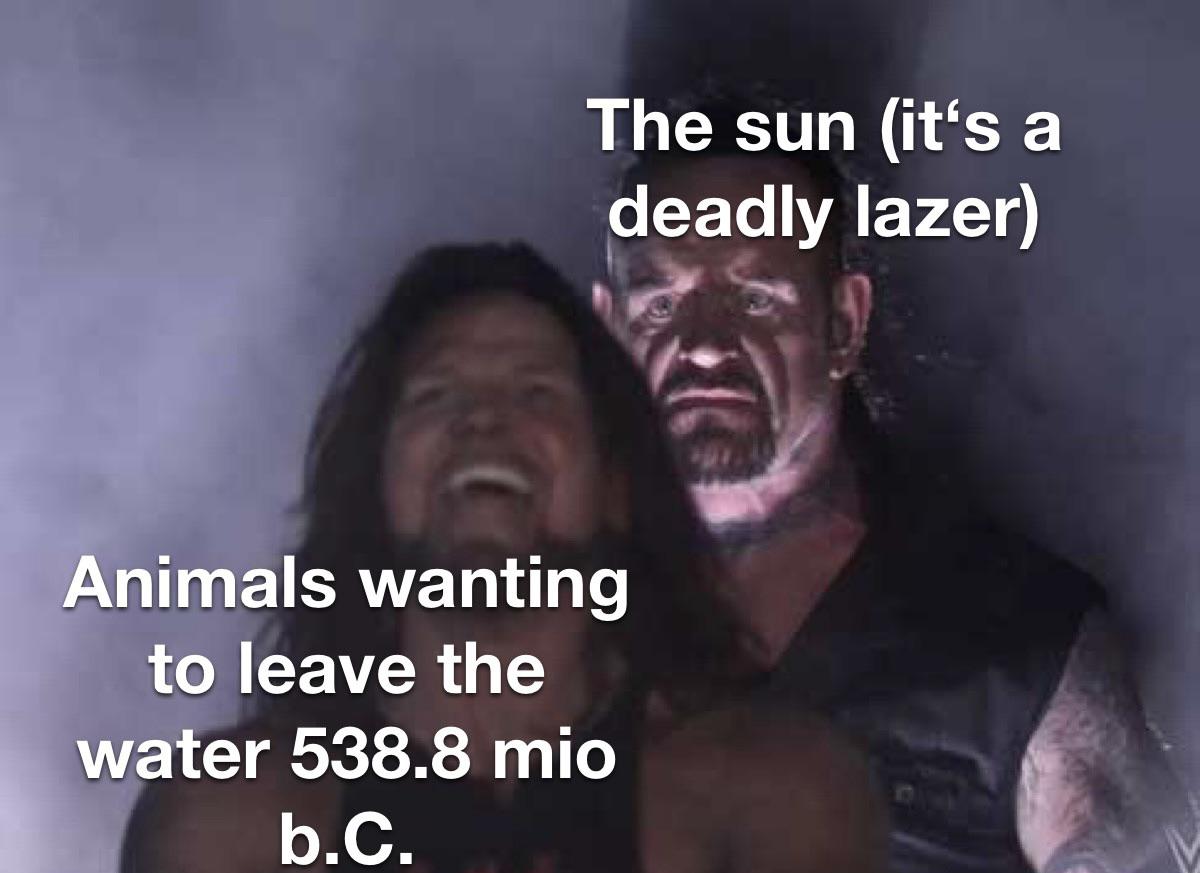 The sun (it‘s a
deadly lazer)
Animals wanting
to leave the
water 538.8 mio
b.C.